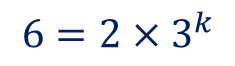 6 = 2 × 3^k